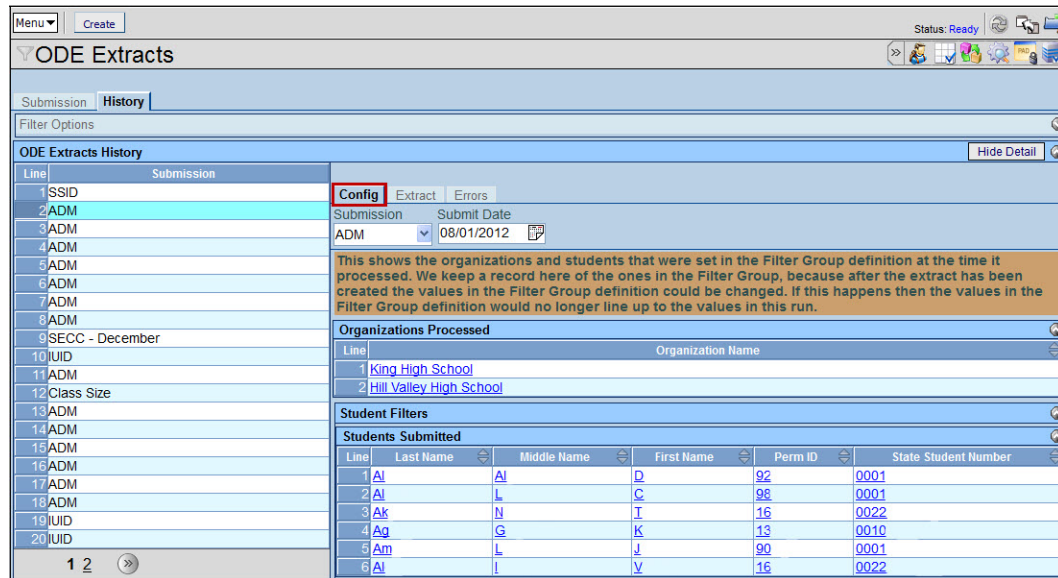 Menu Create Status: Ready
ODE Extracts PAD
Submission History
Filter Options
ODE Extracts History Hide Detail
Line Submission
1 SSID
2 ADM
3 ADM
4 ADM
5 ADM
6 ADM
7 ADM
8 ADM
9 SECC - December
10 IUID
11 ADM
12 Class Size
13 ADM
14 ADM
15 ADM
16 ADM
17 ADM
18 ADM
19 IUID
20 IUID
1 2
Config Extract Errors
Submission Submit Date
ADM 08/01/2012
This shows the organizations and students that were set in the Filter Group definition at the time it
processed. We keep a record here of the ones in the Filter Group, because after the extract has been
created the values in the Filter Group definition could be changed. If this happens then the values in the
Filter Group definition would no longer line up to the values in this run.
Organizations Processed
Line Organization Name
1 King High School
2 Hill Valley High School
Student Filters
Students Submitted
Line Last Name Middle Name First Name Perm ID State Student Number
1 Al Al D 92 0001
2 Al L C 98 0001
3 Ak N T 16 0022
4 Ag G K 13 0010
5 Am L J 90 0001
6 Al I V 16 0022